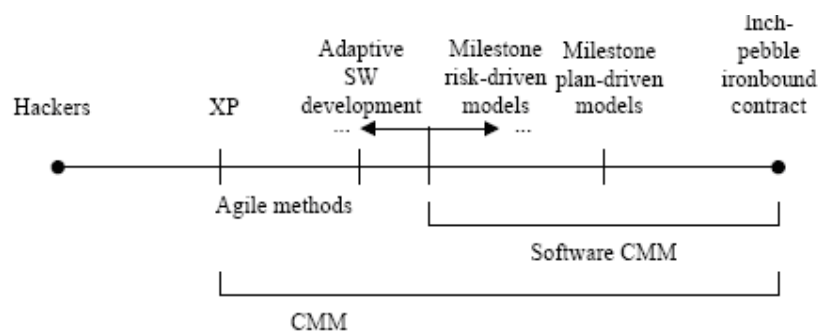 Hackers
XP
Adaptive
SW
development
...
Milestone
risk-driven
models
...
Milestone
plan-driven
models
Inch-
pebble
ironbound
contract
Agile methods
Software CMM
CMM